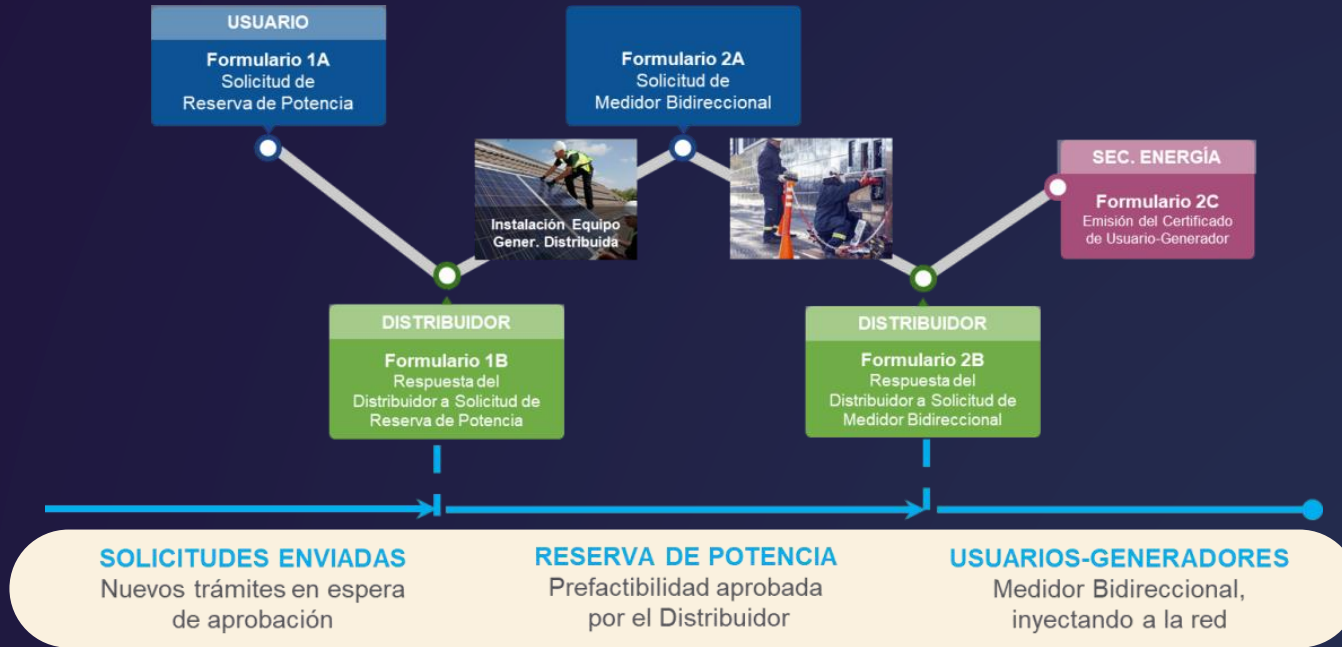 USUARIO
Formulario 1A
Solicitud de
Reserva de Potencia
Formulario 2A
Solicitud de
Medidor Bidireccional
Instalación Equipo
Gener. Distribuida
SEC. ENERGÍA
Formulario 2C
Emisión del Certificado
de Usuario-Generador
DISTRIBUIDOR
Formulario 1B
Respuesta del
Distribuidor a Solicitud de
Reserva de Potencia
DISTRIBUIDOR
Formulario 2B
Respuesta del
Distribuidor a Solicitud de
Medidor Bidireccional
SOLICITUDES ENVIADAS
Nuevos trámites en espera
de aprobación
RESERVA DE POTENCIA
Prefactibilidad aprobada
por el Distribuidor
USUARIOS-GENERADORES
Medidor Bidireccional,
inyectando a la red